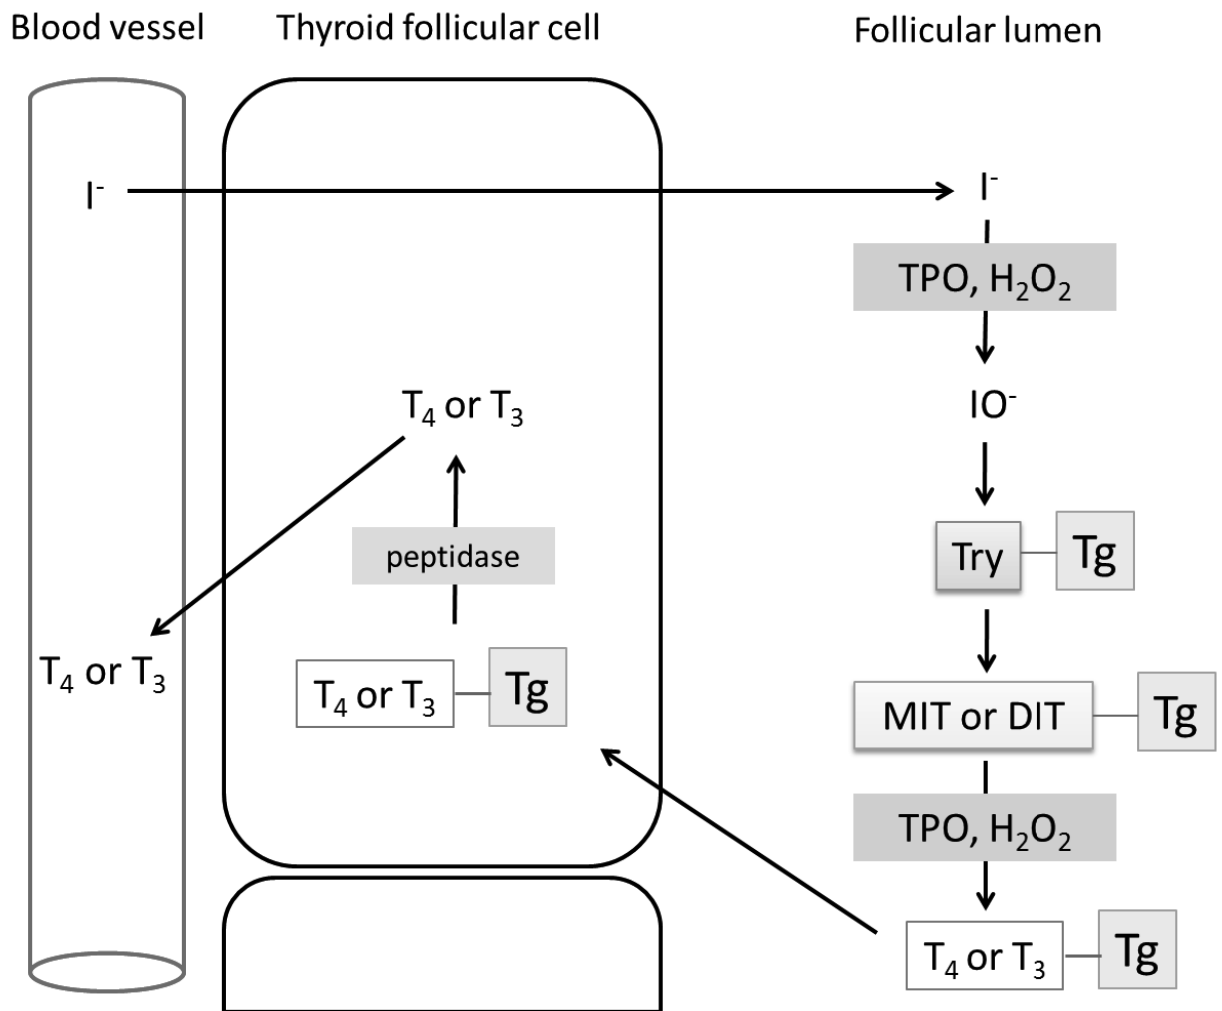 Blood vessel
Thyroid follicular cell
Follicular lumen
I⁻
I⁻
TPO, H₂O₂
IO⁻
Try
Tg
MIT or DIT
Tg
TPO, H₂O₂
T₄ or T₃
Tg
T₄ or T₃
Tg
peptidase
T₄ or T₃
T₄ or T₃